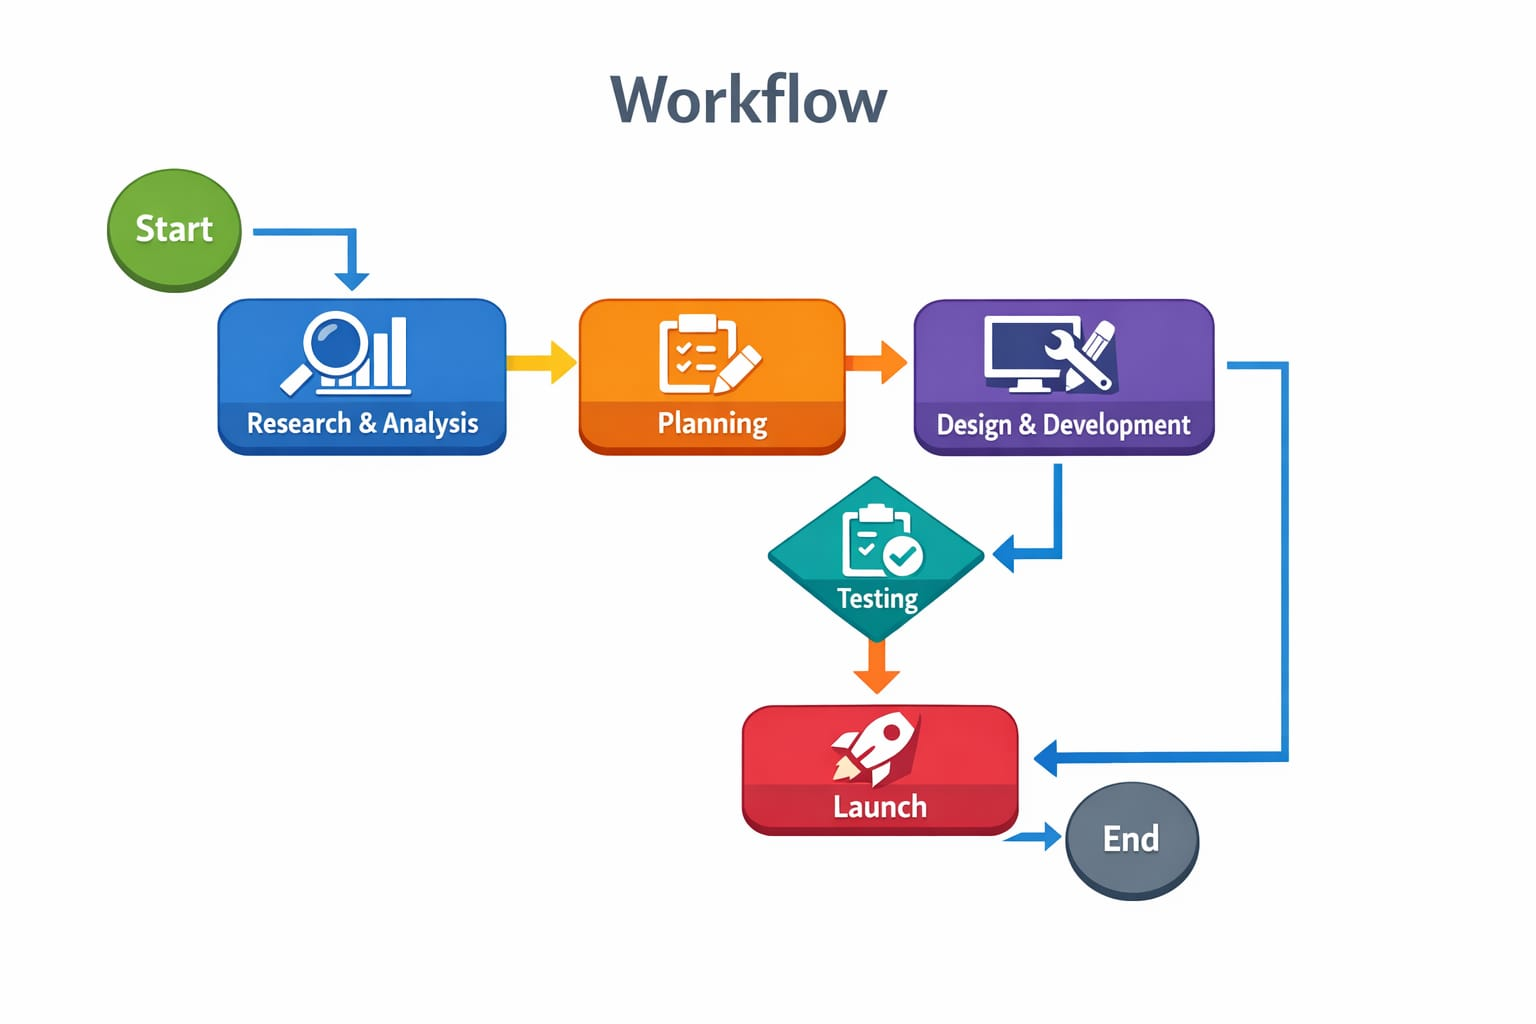 Workflow
Start
Research & Analysis
Planning
Design & Development
Testing
Launch
End